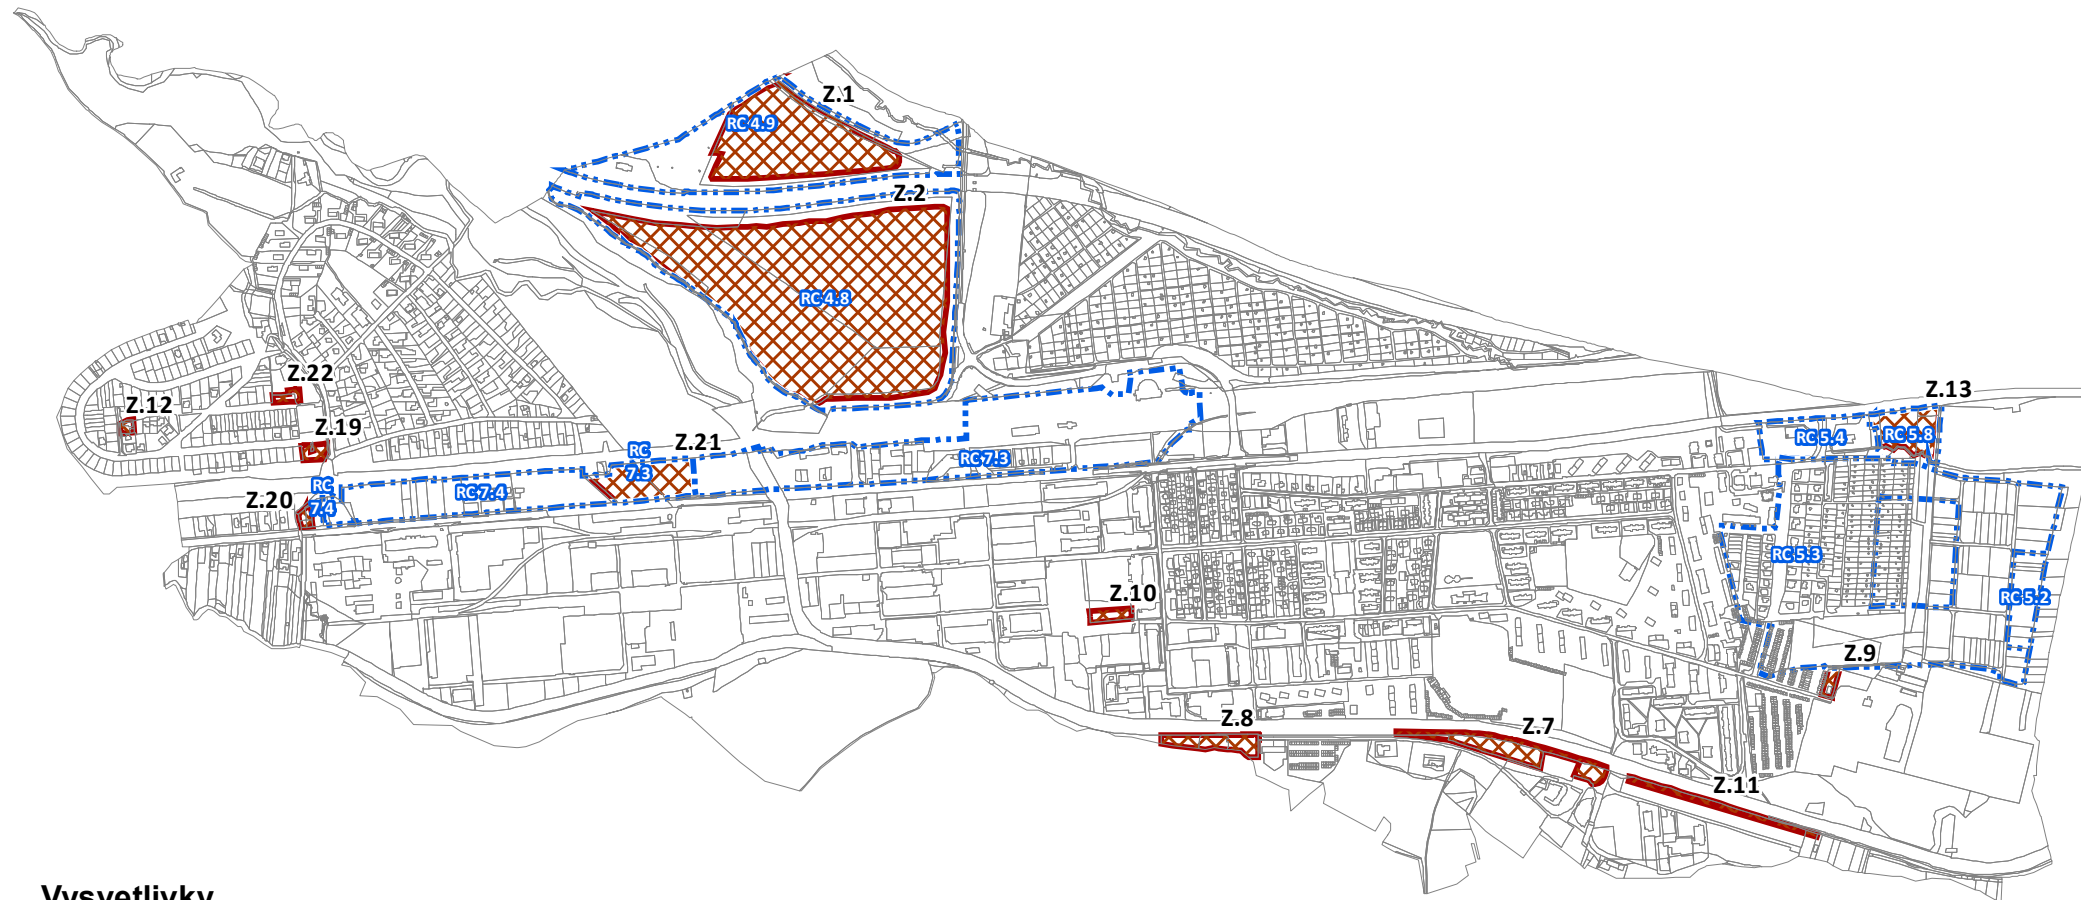 Z.1
RC 4.9
Z.2
RC 4.8
Z.22
Z.12
Z.19
Z.13
RC 5.4
RC 5.8
Z.21
RC
7.3
RC 7.3
RC
7.4
RC 7.4
Z.20
RC 5.3
Z.10
RC 5.2
Z.9
Z.8
Z.7
Z.11
Vysvetlivky